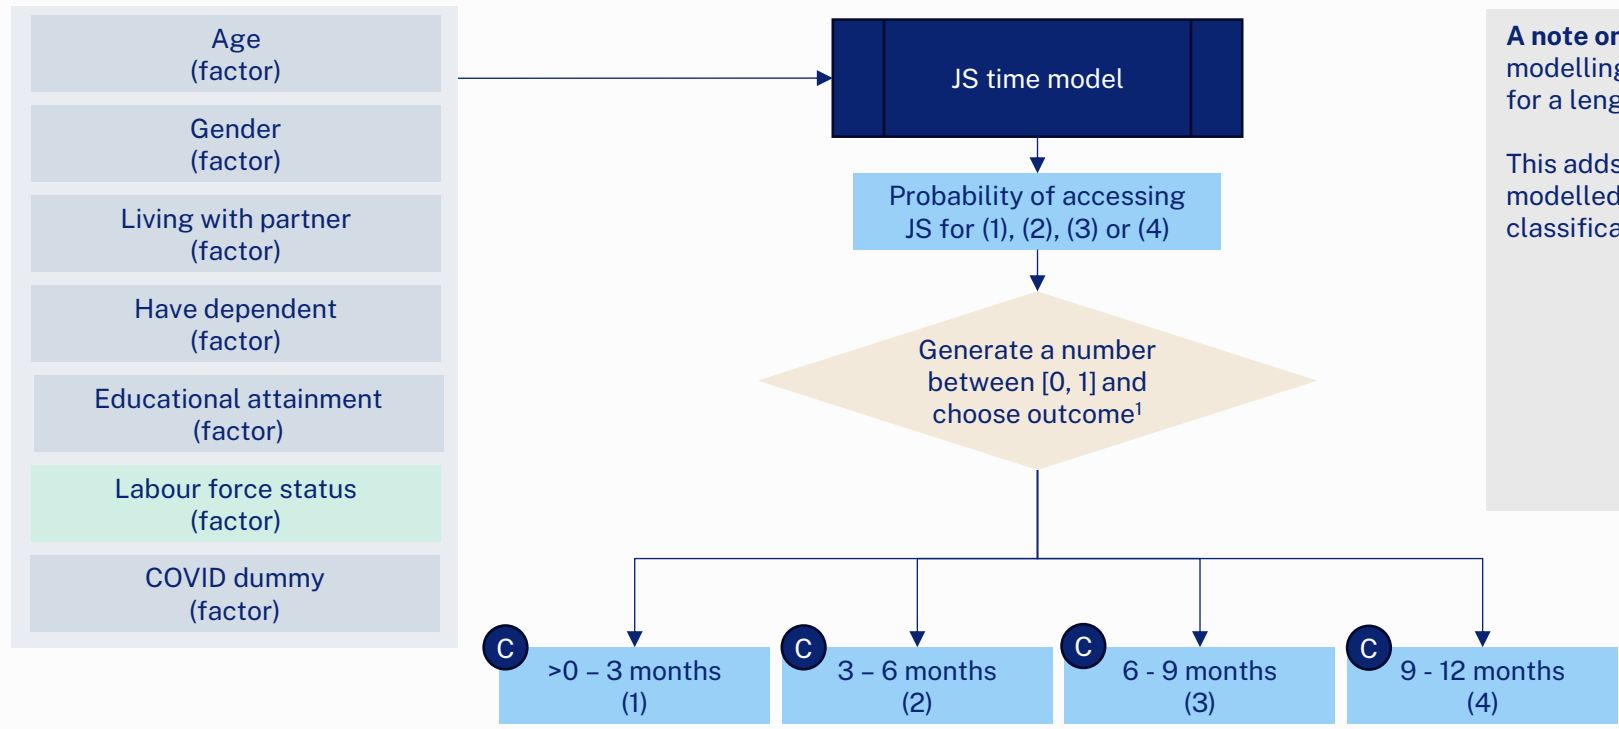 Age
(factor)
Gender
(factor)
Living with partner
(factor)
Have dependent
(factor)
Educational attainment
(factor)
Labour force status
(factor)
COVID dummy
(factor)
JS time model
Probability of accessing
JS for (1), (2), (3) or (4)
Generate a number
between [0, 1] and
choose outcome¹
C
>0 – 3 months
(1)
C
3 – 6 months
(2)
C
6 - 9 months
(3)
C
9 - 12 months
(4)
A note
modelling
for a
This adds
modelled